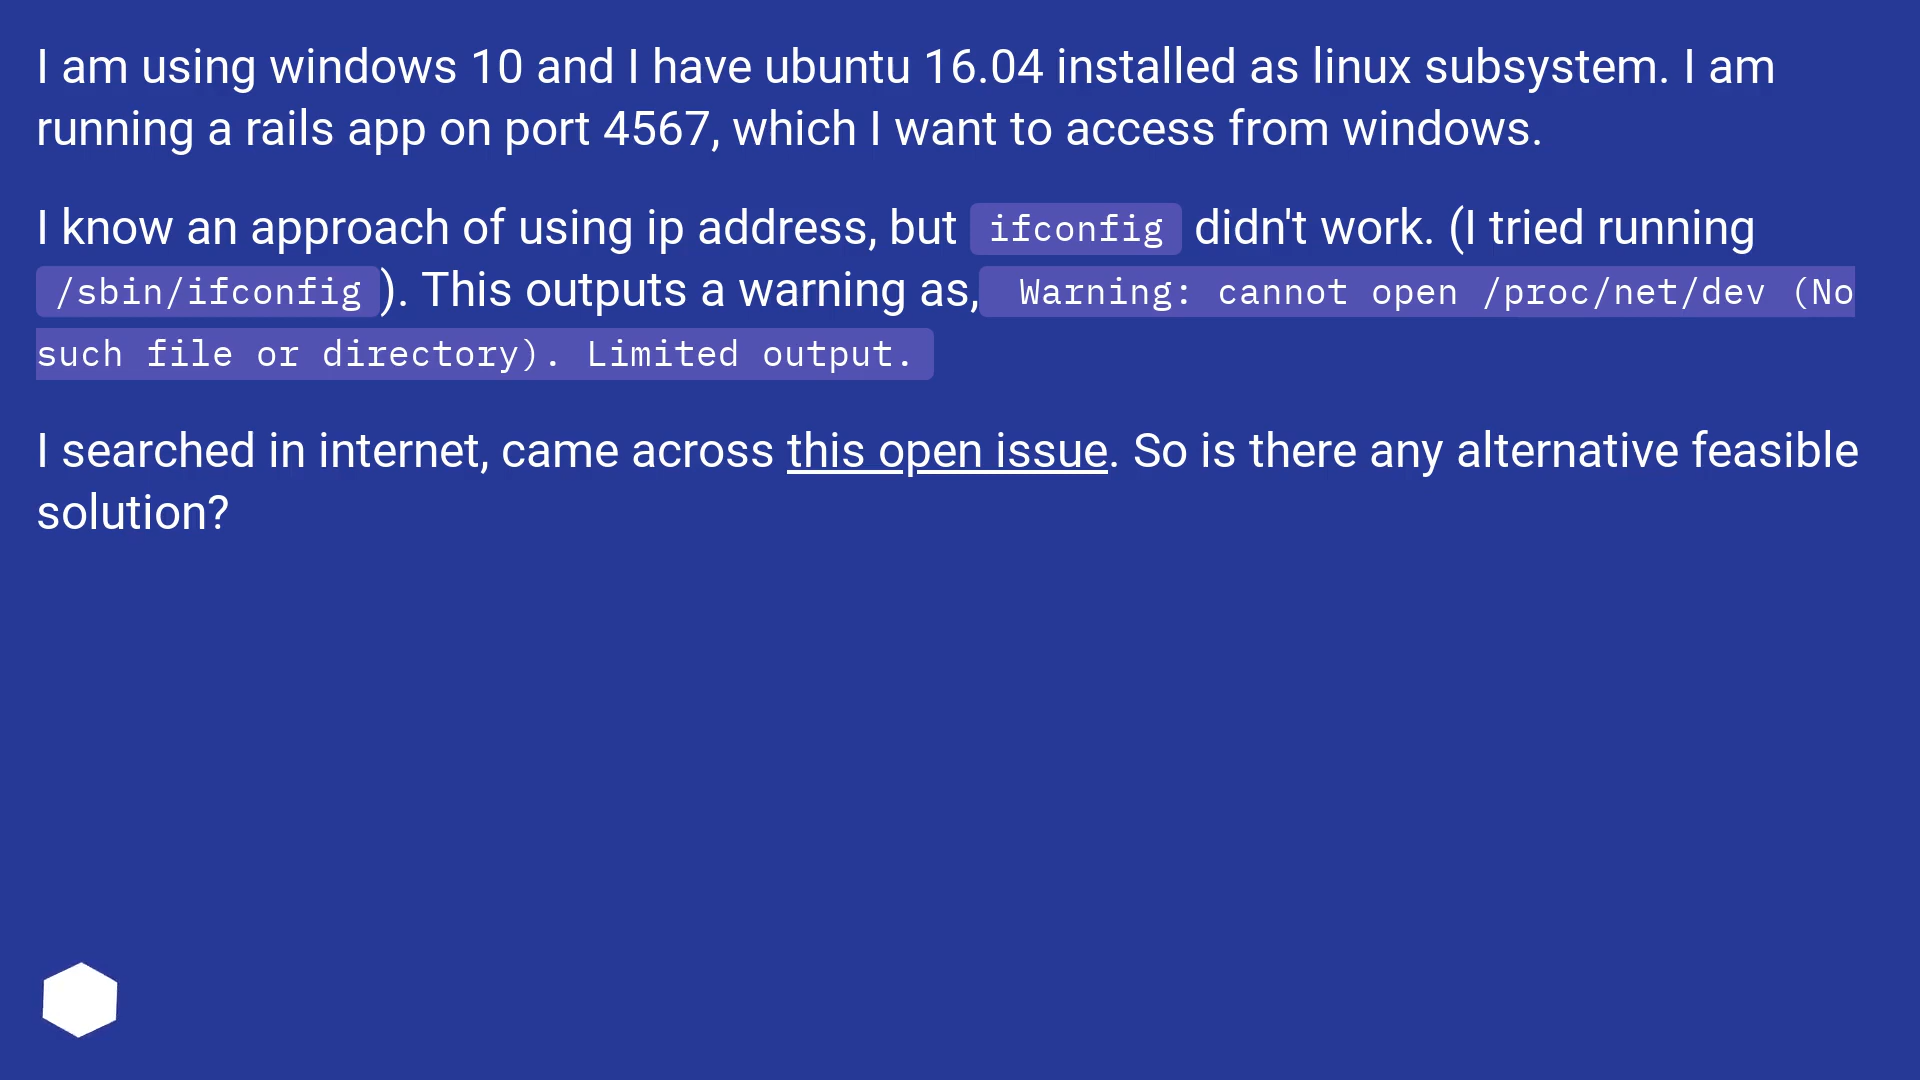 I am using windows 10 and I have ubuntu 16.04 installed as linux subsystem. I am
running a rails app on port 4567, which I want to access from windows.
I know an approach of using ip address, but ifconfig didn't work. (I tried running
/sbin/ifconfig). This outputs a warning as, Warning: cannot open /proc/net/dev (No
such file or directory). Limited output.
I searched in internet, came across this open issue. So is there any alternative feasible
solution?